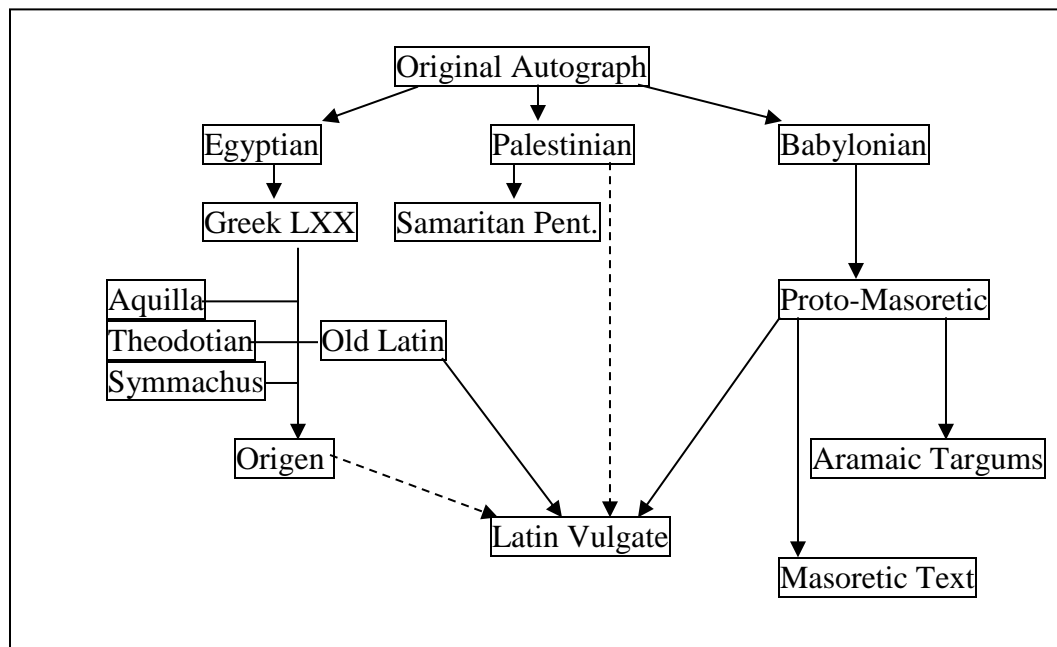 Original Autograph
Egyptian
Palestinian
Babylonian
Greek LXX
Samaritan Pent.
Aquilla
Proto-Masoretic
Theodotian
Old Latin
Symmachus
Origen
Aramaic Targums
Latin Vulgate
Masoretic Text